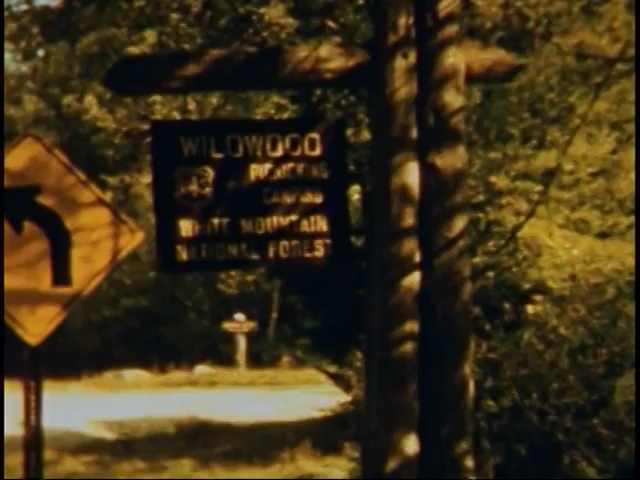 WILDWOOD
PICNICKING
CAMPING
WHITE MOUNTAIN
NATIONAL FOREST